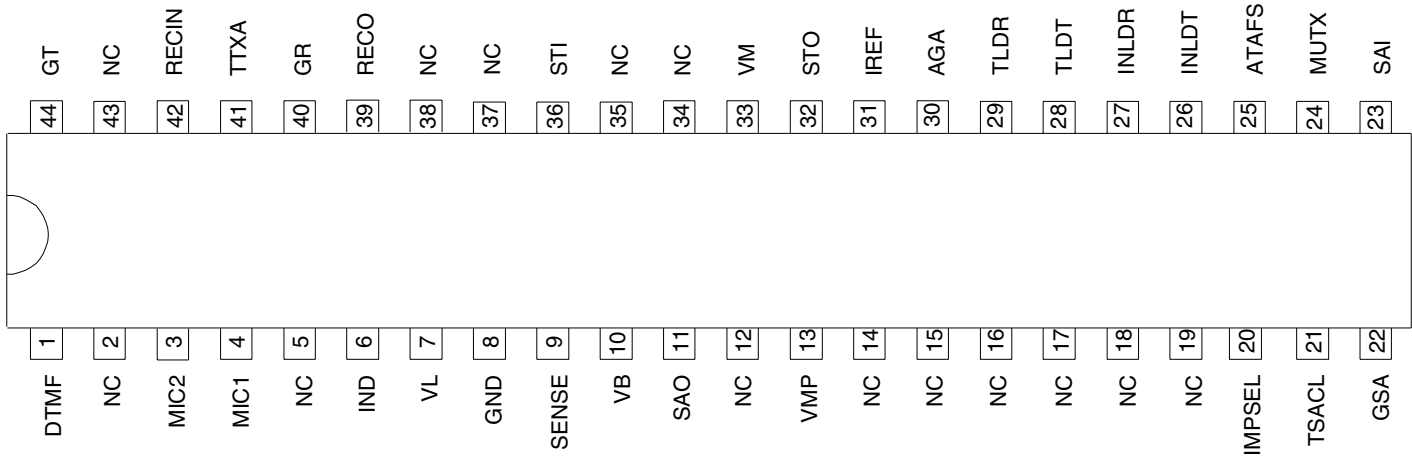 GT NC RECIN TTXA GR RECO NC NC STI NC NC VM STO IREF AGA TLDR TLDT INLDR INLDT ATAFS MUTX SAI
44 43 42 41 40 39 38 37 36 35 34 33 32 31 30 29 28 27 26 25 24 23
1 2 3 4 5 6 7 8 9 10 11 12 13 14 15 16 17 18 19 20 21 22
DTMF NC MIC2 MIC1 NC IND VL GND SENSE VB SAO NC VMP NC NC NC NC NC NC IMPSEL TSACL GSA